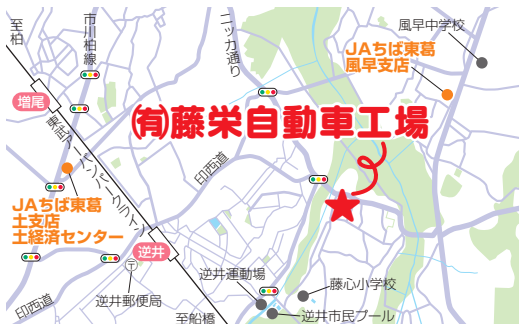 至柏
市川柏線
ニッカ通り
風早中学校
JAちば東葛
風早支店
増尾
㈲藤栄自動車工場
東武アーバンパークライン
印西道
JAちば東葛
土支店
土経済センター
逆井
〒
逆井郵便局
逆井運動場
藤心小学校
印西道
至船橋
逆井市民プール